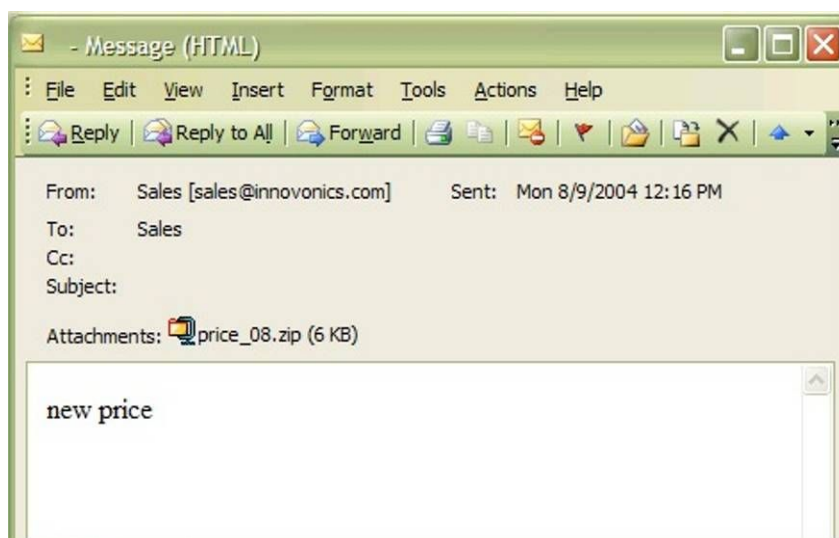 - Message (HTML)
File Edit View Insert Format Tools Actions Help
Reply Reply to All Forward
From: Sales [sales@innovonics.com] Sent: Mon 8/9/2004 12:16 PM
To: Sales
Cc:
Subject:
Attachments: price_08.zip (6 KB)
new price